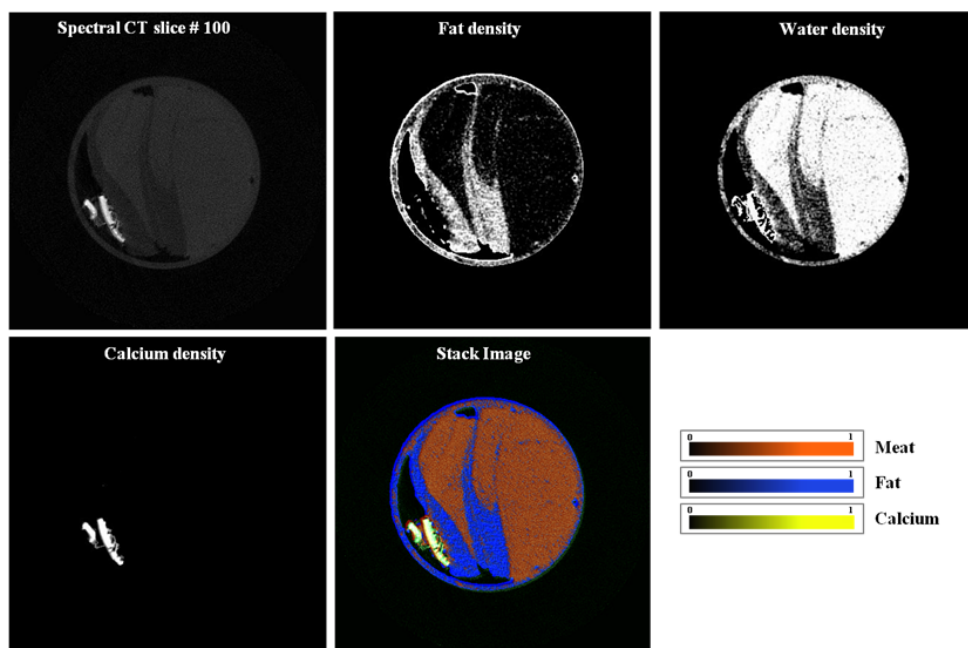 Spectral CT slice # 100
Fat density
Water density
Calcium density
Stack Image
0 1
Meat
0 1
Fat
0 1
Calcium